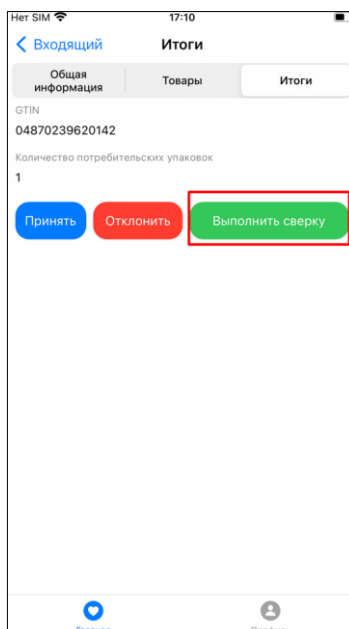 Нет SIM 17:10
Входящий Итоги
Общая информация Товары Итоги
GTIN
04870239620142
Количество потребительских упаковок
1
Принять Отклонить Выполнить сверку